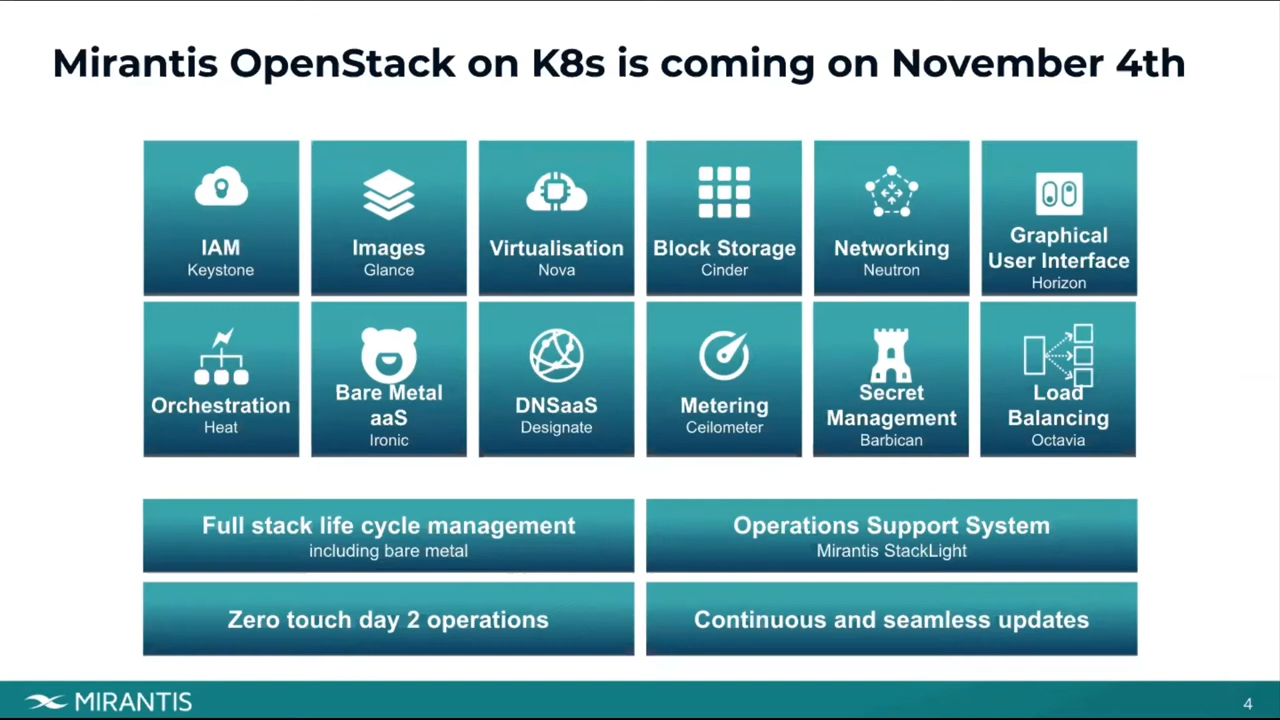 Mirantis OpenStack on K8s is coming on November 4th
IAM
Keystone
Images
Glance
Virtualisation
Nova
Block Storage
Cinder
Networking
Neutron
Graphical
User Interface
Horizon
Orchestration
Heat
Bare Metal
aaS
Ironic
DNSaaS
Designate
Metering
Ceilometer
Secret
Management
Barbican
Load
Balancing
Octavia
Full stack life cycle management
including bare metal
Operations Support System
Mirantis StackLight
Zero touch day 2 operations
Continuous and seamless updates
MIRANTIS
4